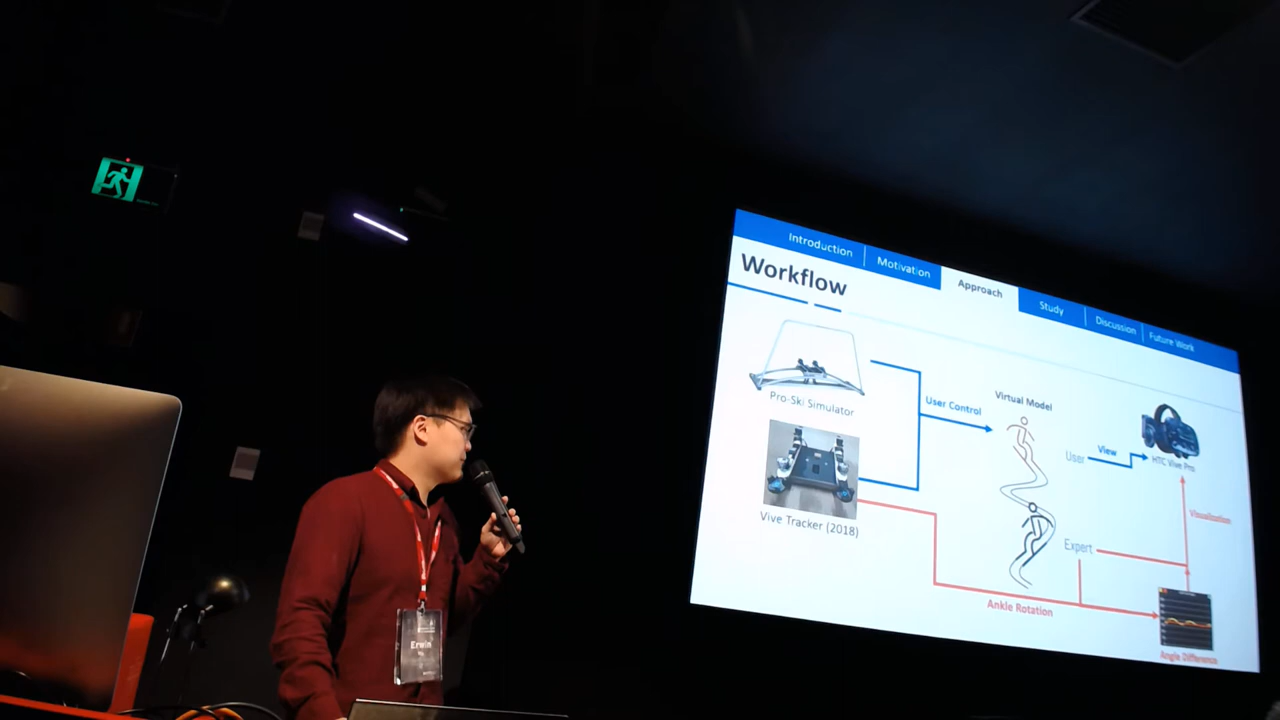 Introduction
Motivation
Approach
Study
Discussion
Future Work
Workflow
Pro-Ski Simulator
Vive Tracker (2018)
User Control
Virtual Model
User
View
HTC Vive Pro
Visualization
Expert
Ankle Rotation
Angle Difference
Erwin